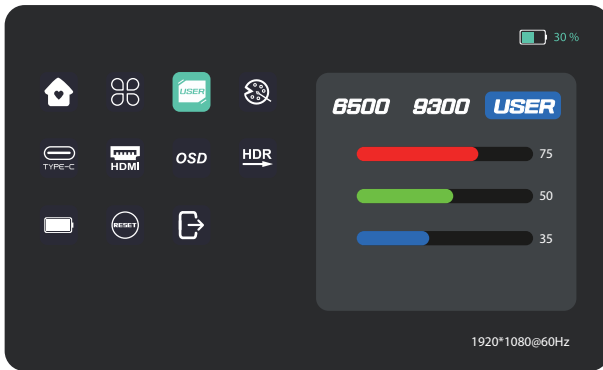 30 %
USER
6500 9300 USER
TYPE-C HDMI OSD HDR
75
50
35
RESET
1920*1080@60Hz